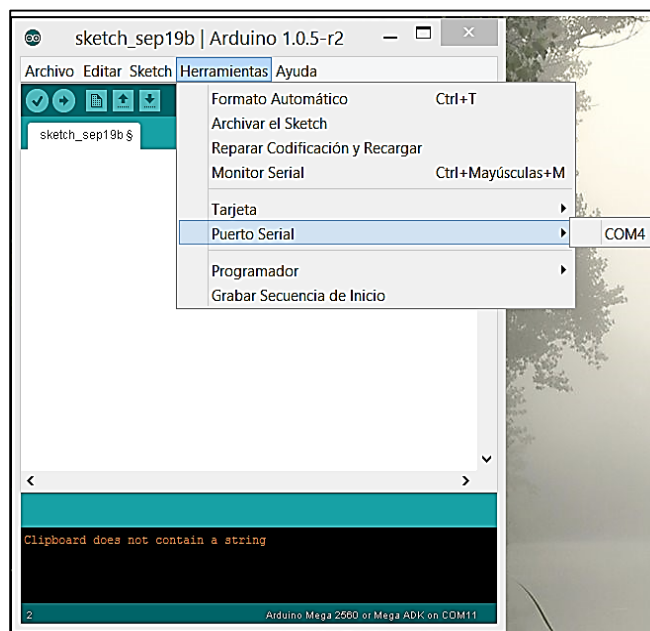 sketch_sep19b | Arduino 1.0.5-r2
Archivo Editar Sketch Herramientas Ayuda
sketch_sep19b §
Formato Automático Ctrl+T
Archivar el Sketch
Reparar Codificación y Recargar
Monitor Serial Ctrl+Mayúsculas+M
Tarjeta
Puerto Serial COM4
Programador
Grabar Secuencia de Inicio
Clipboard does not contain a string
2 Arduino Mega 2560 or Mega ADK on COM11